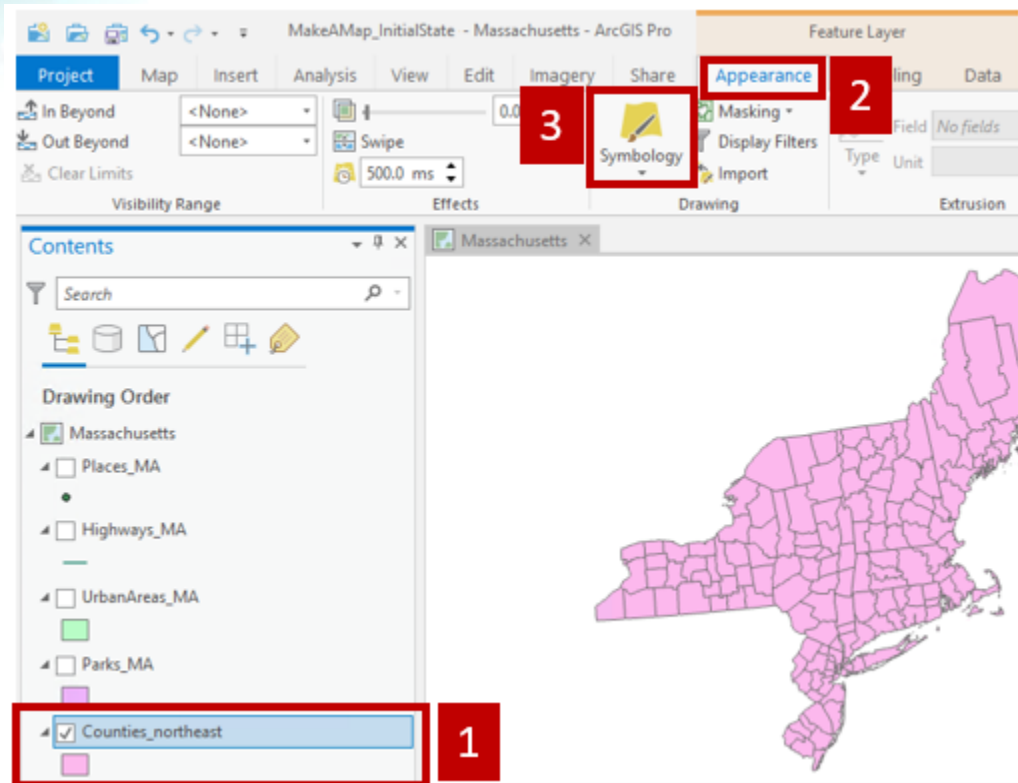 MakeAMap_InitialState - Massachusetts - ArcGIS Pro
Feature Layer
Project Map Insert Analysis View Edit Imagery Share Appearance ling Data
In Beyond <None> 0.0 3 Masking 2
Out Beyond <None> Swipe Symbology Display Filters Field No fields
Clear Limits 500.0 ms Import Type Unit
Visibility Range Effects Drawing Extrusion
Contents
Massachusetts
Search
Drawing Order
Massachusetts
Places_MA
Highways_MA
UrbanAreas_MA
Parks_MA
Counties_northeast
1